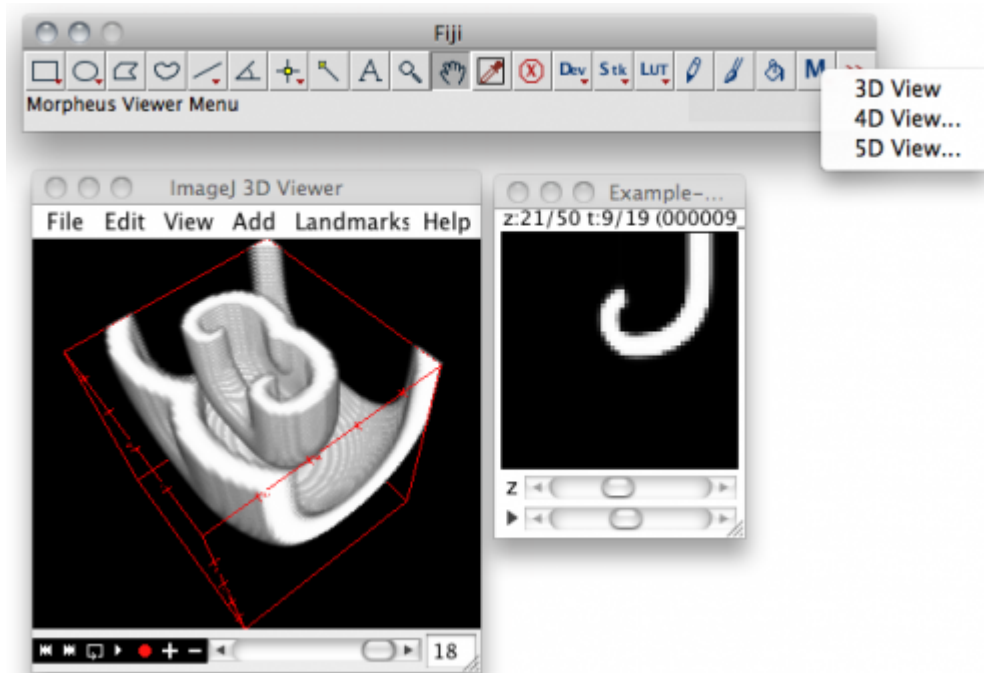 Fiji
A Dev Stk LUT M >>
Morpheus Viewer Menu
3D View
4D View...
5D View...
ImageJ 3D Viewer
File Edit View Add Landmarks Help
18
Example-...
z:21/50 t:9/19 (000009_
z